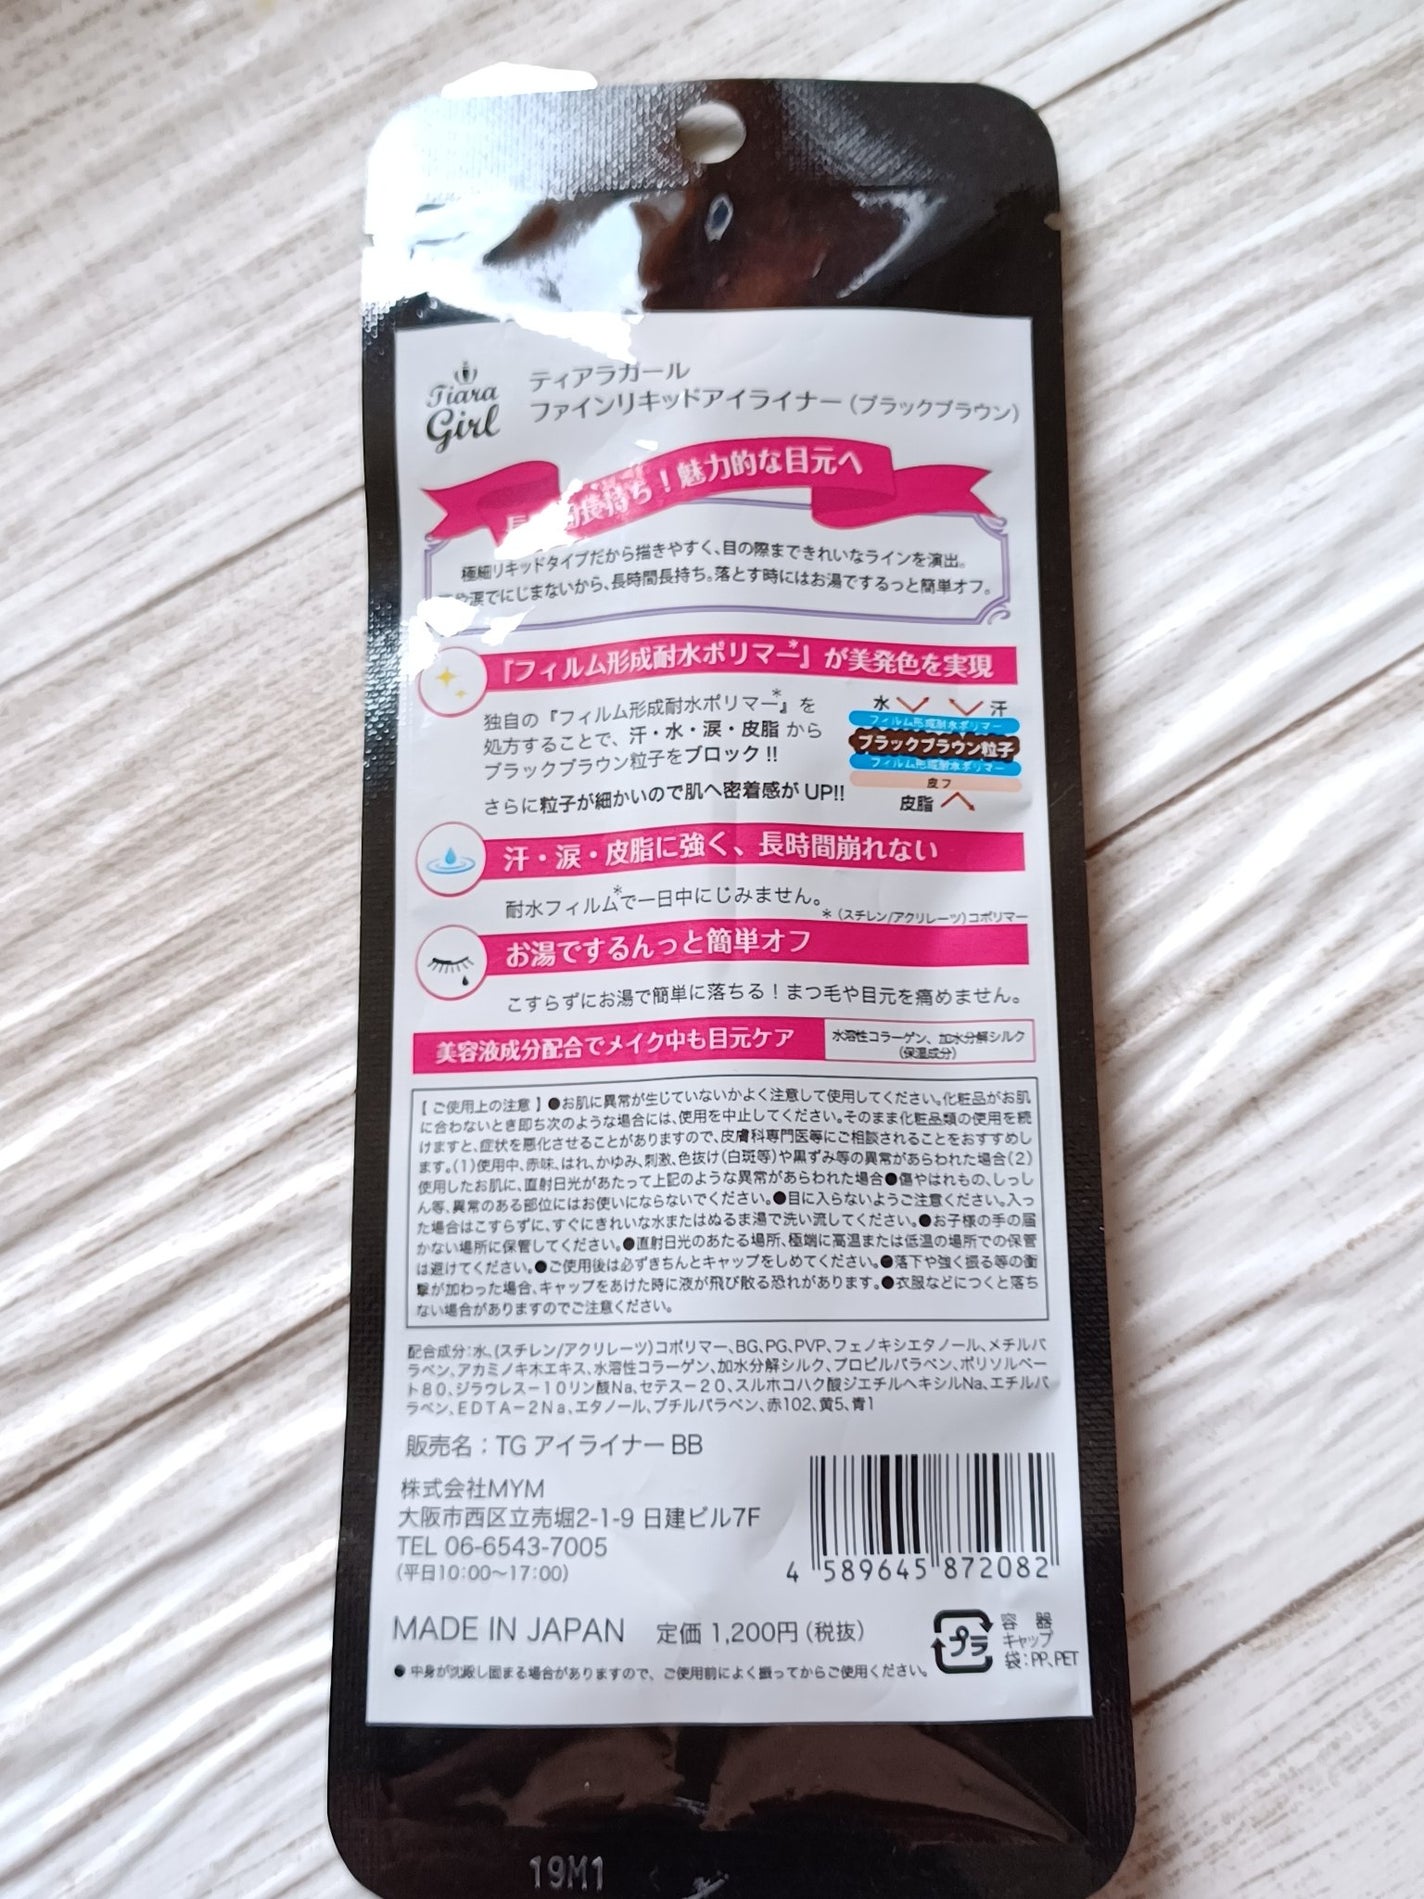 Tiara
Girl
ティアラガール
ファインリキッドアイライナー(ブラックブラウン)
長持ち!魅力的な目元へ
極細リキッドタイプだから描きやすく、目の際まできれいなラインを演出。
や涙でにじまないから、長時間長持ち。落とす時にはお湯でするっと簡単オフ。
『フィルム形成耐水ポリマー*』が美発色を実現
独自の『フィルム形成耐水ポリマー*』を
処方することで、汗・水・涙・皮脂 から
ブラックブラウン粒子をブロック!!
さらに粒子が細かいので肌へ密着感がUP!!
水 汗
フィルム形成耐水ポリマー
ブラックブラウン粒子
フィルム形成耐水ポリマー
皮フ
皮脂
汗・涙・皮脂に強く、長時間崩れない
耐水フィルム*で一日中にじみません。
*(スチレン/アクリレーツ)コポリマー
お湯でするんっと簡単オフ
こすらずにお湯で簡単に落ちる!まつ毛や目元を痛めません。
美容液成分配合でメイク中も目元ケア
水溶性コラーゲン、加水分解シルク
(保湿成分)
【ご使用上の注意】●お肌に異常が生じていないかよく注意して使用してください。化粧品がお肌
に合わないとき即ち次のような場合には、使用を中止してください。そのまま化粧品類の使用を続
けますと、症状を悪化させることがありますので、皮膚科専門医等にご相談されることをおすすめし
ます。(1)使用中、赤味、はれ、かゆみ、刺激、色抜け(白斑等)や黒ずみ等の異常があらわれた場合(2)
使用したお肌に、直射日光があたって上記のような異常があらわれた場合●傷やはれもの、しっし
ん等、異常のある部位にはお使いにならないでください。●目に入らないようご注意ください。入っ
た場合はこすらずに、すぐにきれいな水またはぬるま湯で洗い流してください。●お子様の手の届
かない場所に保管してください。●直射日光のあたる場所、極端に高温または低温の場所での保管
は避けてください。●ご使用後は必ずきちんとキャップをしめてください。●落下や強く振る等の衝
撃が加わった場合、キャップをあけた時に液が飛び散る恐れがあります。●衣服などにつくと落ち
ない場合がありますのでご注意ください。
配合成分:水、(スチレン/アクリレーツ)コポリマー、BG、PG、PVP、フェノキシエタノール、メチルパ
ラベン、アカミノキ木エキス、水溶性コラーゲン、加水分解シルク、プロピルパラベン、ポリソルベー
ト80、ジラウレス-10リン酸Na、セテス-20、スルホコハク酸ジエチルヘキシルNa、エチルパ
ラベン、EDTA-2Na、エタノール、ブチルパラベン、赤102、黄5、青1
販売名:TG アイライナー BB
株式会社MYM
大阪市西区立売堀2-1-9 日建ビル7F
TEL 06-6543-7005
(平日10:00〜17:00)
4 589645 872082
MADE IN JAPAN 定価 1,200円(税抜)
プラ
容器
キャップ
袋:PP、PET
●中身が沈殿し固まる場合がありますので、ご使用前によく振ってからご使用ください。
19M1